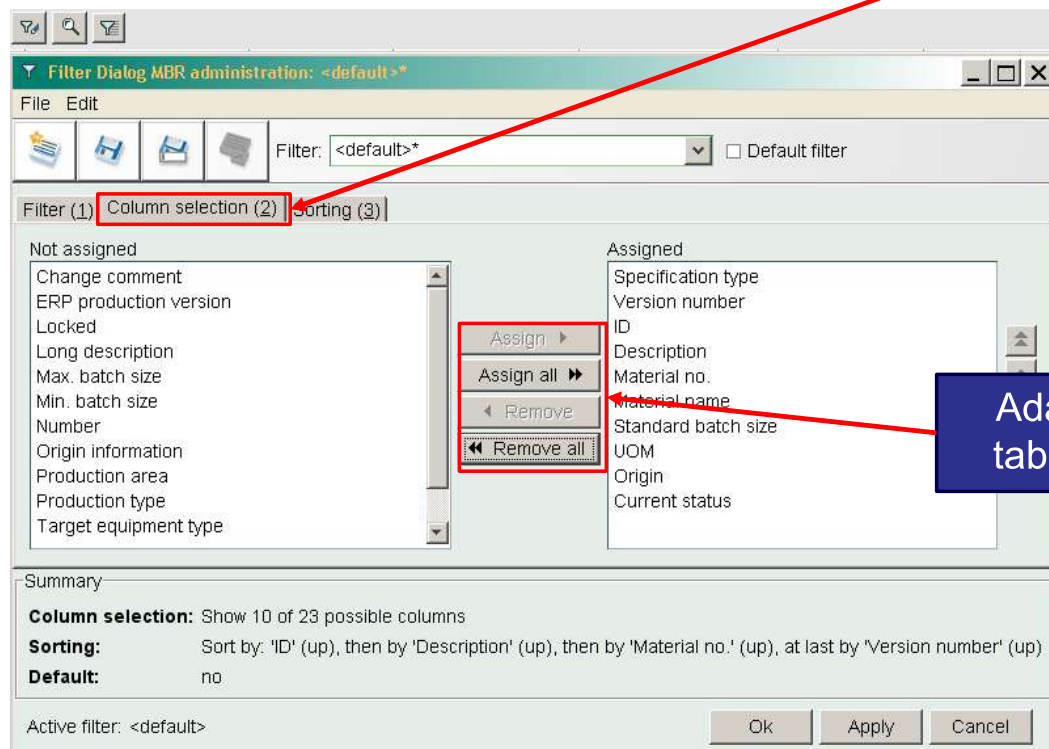 Filter Dialog MBR administration: <default>*
File Edit
Filter: <default>* Default filter
Filter (1) Column selection (2) Sorting (3)
Not assigned
Change comment
ERP production version
Locked
Long description
Max. batch size
Min. batch size
Number
Origin information
Production area
Production type
Target equipment type
Assign
Assign all
Remove
Remove all
Assigned
Specification type
Version number
ID
Description
Material no.
Material name
Standard batch size
UOM
Origin
Current status
Summary
Column selection: Show 10 of 23 possible columns
Sorting: Sort by: 'ID' (up), then by 'Description' (up), then by 'Material no.' (up), at last by 'Version number' (up)
Default: no
Active filter: <default>
Ok Apply Cancel